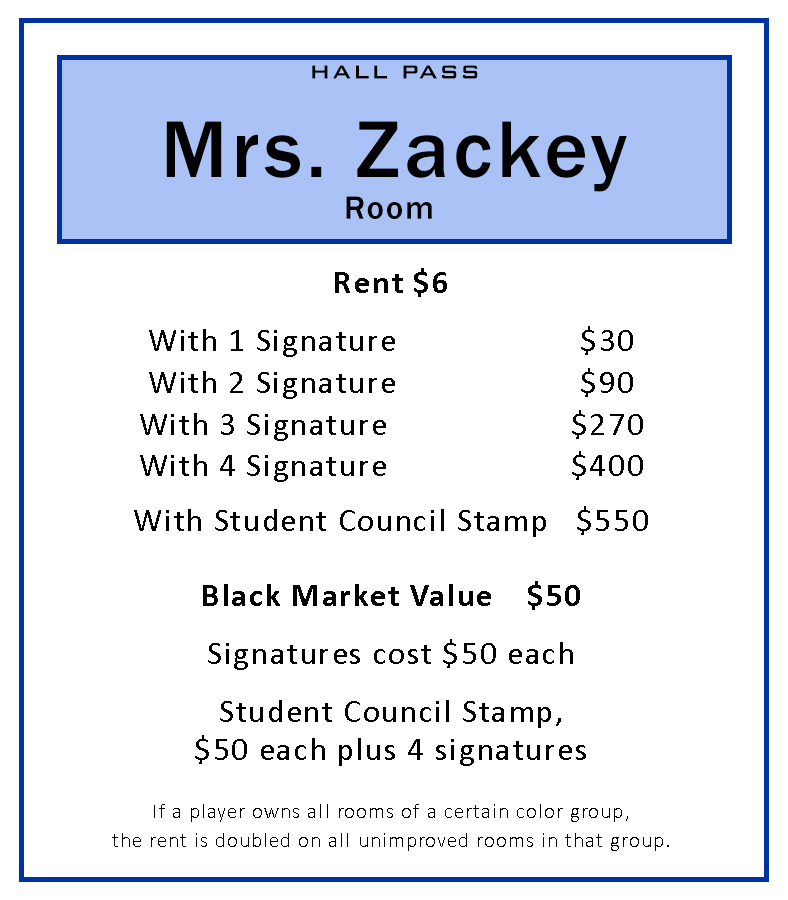 HALL PASS
Mrs. Zackey
Room
Rent $6
With 1 Signature $30
With 2 Signature $90
With 3 Signature $270
With 4 Signature $400
With Student Council Stamp $550
Black Market Value $50
Signatures cost $50 each
Student Council Stamp,
$50 each plus 4 signatures
If a player owns all rooms of a certain color group,
the rent is doubled on all unimproved rooms in that group.